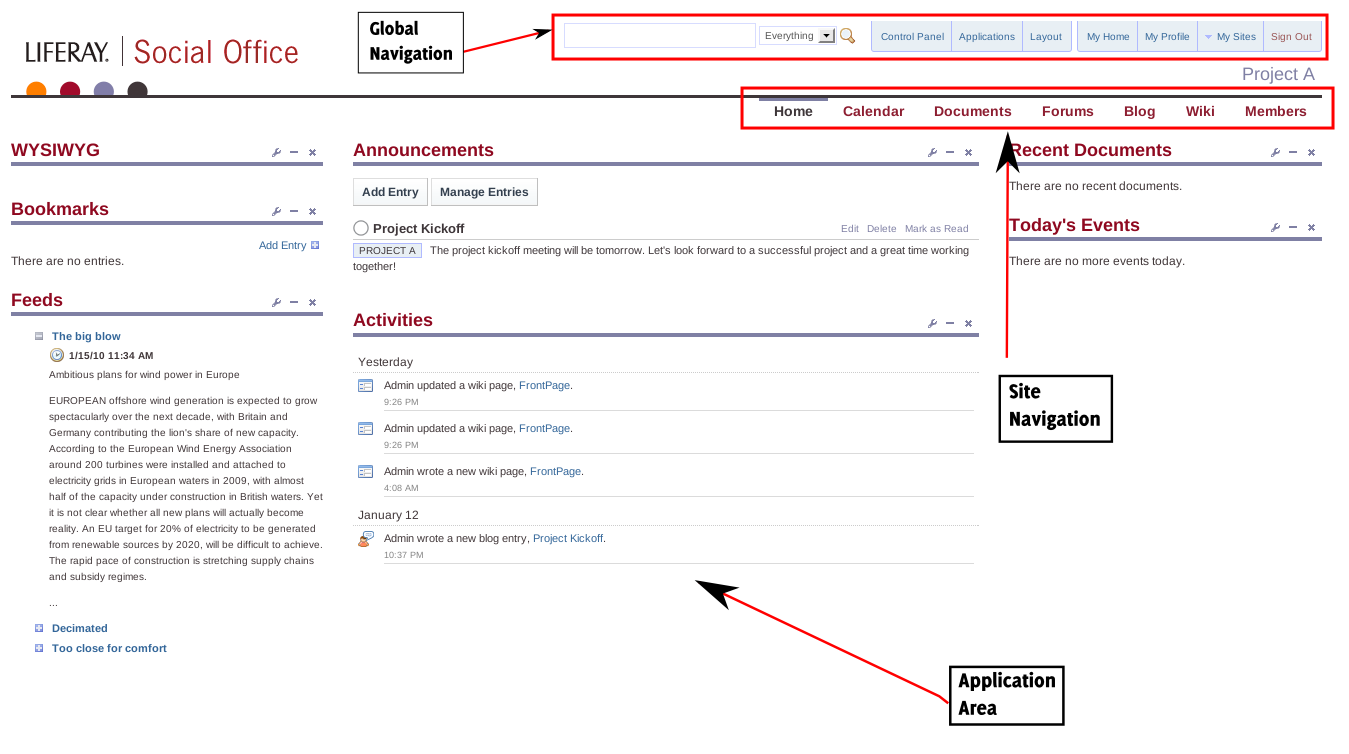 Global
Navigation
Everything
Control Panel Applications Layout My Home My Profile My Sites Sign Out
LIFERAY. Social Office
Project A
Home Calendar Documents Forums Blog Wiki Members
WYSIWYG
Bookmarks
Add Entry
There are no entries.
Feeds
The big blow
1/15/10 11:34 AM
Ambitious plans for wind power in Europe
EUROPEAN offshore wind generation is expected to grow
spectacularly over the next decade, with Britain and
Germany contributing the lion's share of new capacity.
According to the European Wind Energy Association
around 200 turbines were installed and attached to
electricity grids in European waters in 2009, with almost
half of the capacity under construction in British waters. Yet
it is not clear whether all new plans will actually become
reality. An EU target for 20% of electricity to be generated
from renewable sources by 2020, will be difficult to achieve.
The rapid pace of construction is stretching supply chains
and subsidy regimes.
...
Decimated
Too close for comfort
Announcements
Add Entry Manage Entries
Project Kickoff Edit Delete Mark as Read
PROJECT A The project kickoff meeting will be tomorrow. Let's look forward to a successful project and a great time working
together!
Activities
Yesterday
Admin updated a wiki page, FrontPage.
9:26 PM
Admin updated a wiki page, FrontPage.
9:26 PM
Admin wrote a new wiki page, FrontPage.
4:08 AM
January 12
Admin wrote a new blog entry, Project Kickoff.
10:37 PM
Recent Documents
There are no recent documents.
Today's Events
There are no more events today.
Site
Navigation
Application
Area